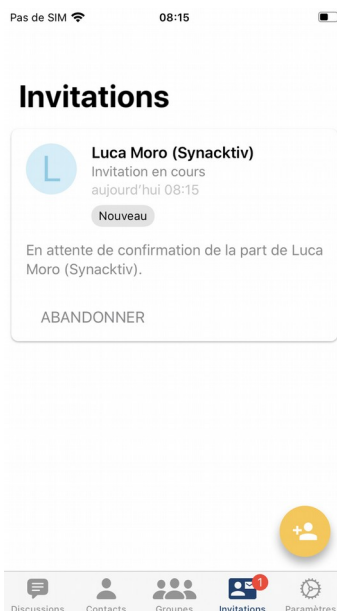 Pas de SIM 08:15
Invitations
L
Luca Moro (Synacktiv)
Invitation en cours
aujourd'hui 08:15
Nouveau
En attente de confirmation de la part de Luca
Moro (Synacktiv).
ABANDONNER
1
Discussions Contacts Groupes Invitations Paramètres